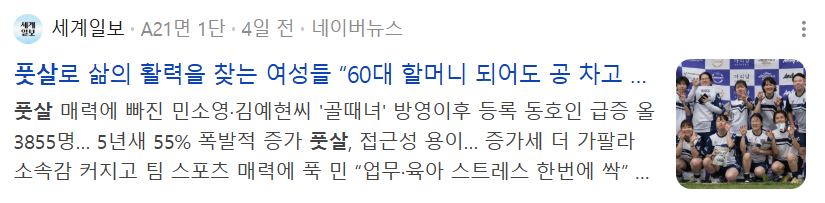 세계일보
세계일보 · A21면 1단 · 4일 전 · 네이버뉴스
풋살로 삶의 활력을 찾는 여성들 “60대 할머니 되어도 공 차고 ...
풋살 매력에 빠진 민소영·김예현씨 '골때녀' 방영이후 등록 동호인 급증 올
3855명... 5년새 55% 폭발적 증가 풋살, 접근성 용이... 증가세 더 가팔라
소속감 커지고 팀 스포츠 매력에 푹 민 “업무·육아 스트레스 한번에 싹” ...